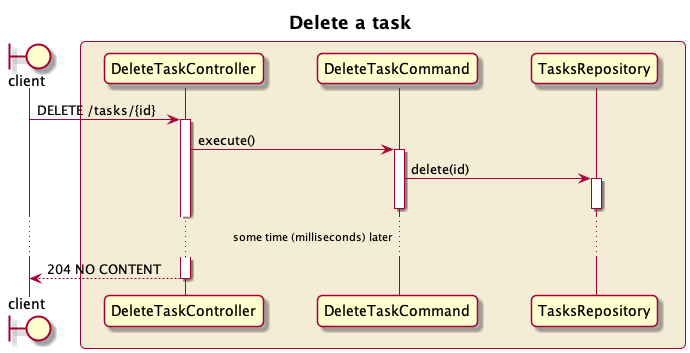 Delete a task
client
DeleteTaskController
DeleteTaskCommand
TasksRepository
DELETE /tasks/{id}
execute()
delete(id)
some time (milliseconds) later
204 NO CONTENT
client
DeleteTaskController
DeleteTaskCommand
TasksRepository